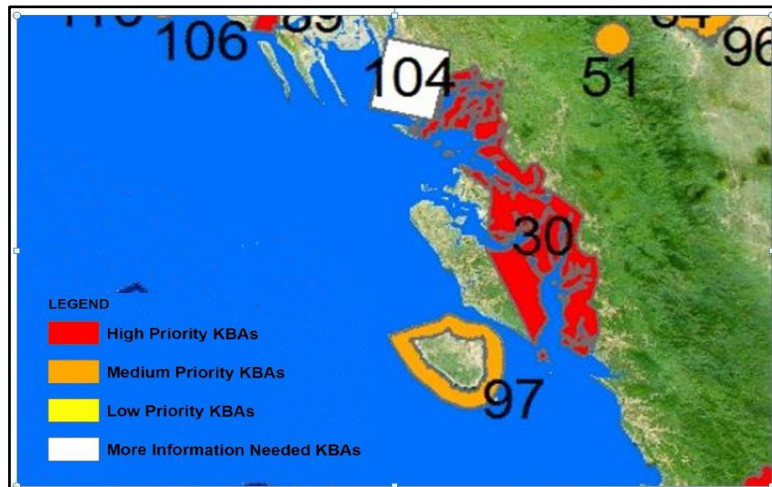 106
104
51
96
30
97
LEGEND
High Priority KBAs
Medium Priority KBAs
Low Priority KBAs
More Information Needed KBAs